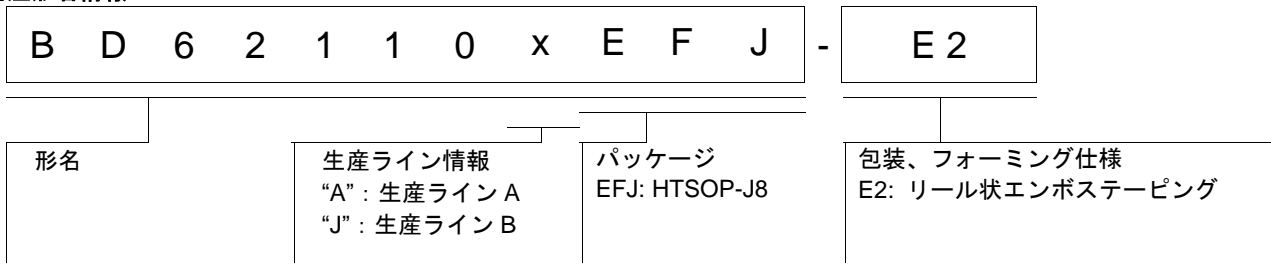 B D 6 2 1 1 0 x E F J - E 2
形名
生産ライン情報
“A”：生産ライン A
“J”：生産ライン B
パッケージ
EFJ: HTSOP-J8
包装、フォーミング仕様
E2: リール状エンボステーピング